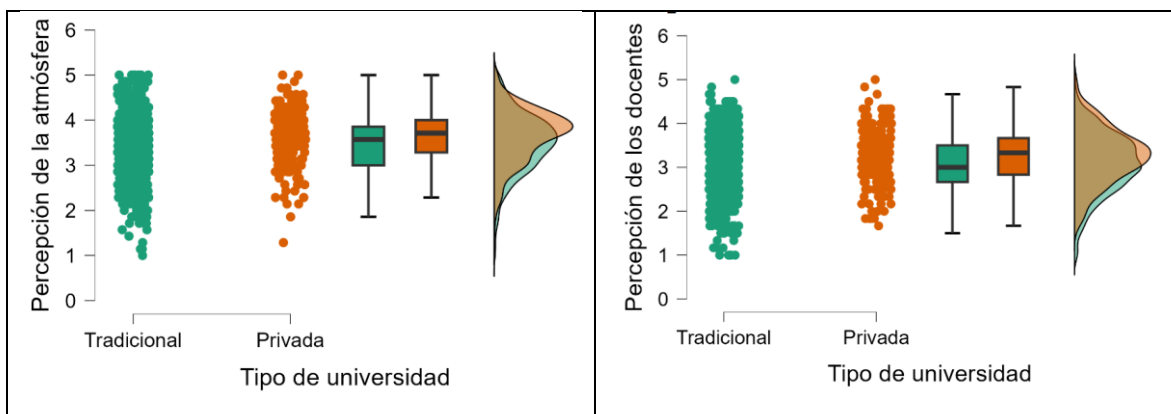 Percepción de la atmósfera
6
5
4
3
2
1
0
Tradicional
Privada
Tipo de universidad
Percepción de los docentes
6
5
4
3
2
1
0
Tradicional
Privada
Tipo de universidad